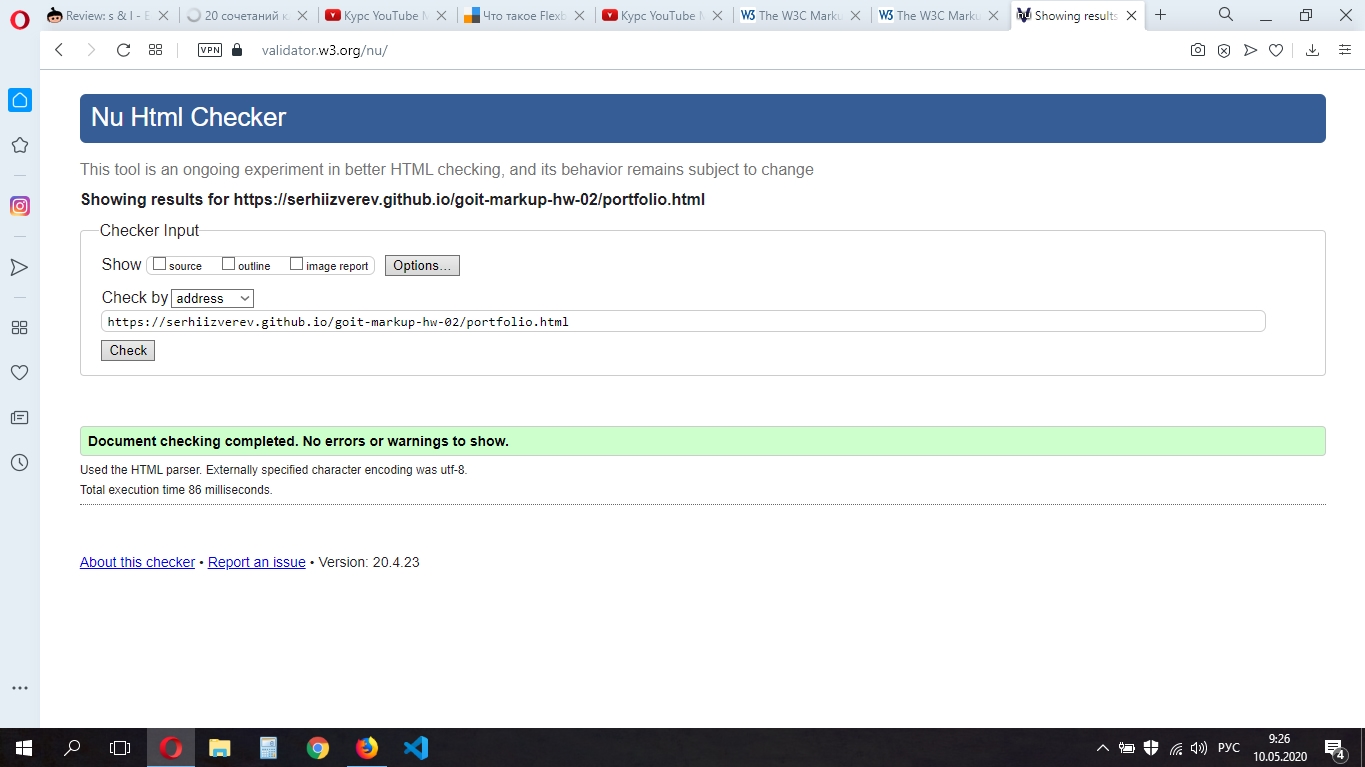 Review: s & I - E
20 сочетаний к
Курс YouTube М
Что такое Flexb
Курс YouTube М
W3 The W3C Marku
W3 The W3C Marku
Showing results
VPN
validator.w3.org/nu/
Nu Html Checker
This tool is an ongoing experiment in better HTML checking, and its behavior remains subject to change
Showing results for https://serhiizverev.github.io/goit-markup-hw-02/portfolio.html
Checker Input
Show source outline image report Options...
Check by address
https://serhiizverev.github.io/goit-markup-hw-02/portfolio.html
Check
Document checking completed. No errors or warnings to show.
Used the HTML parser. Externally specified character encoding was utf-8.
Total execution time 86 milliseconds.
About this checker • Report an issue • Version: 20.4.23
РУС
9:26
10.05.2020
4